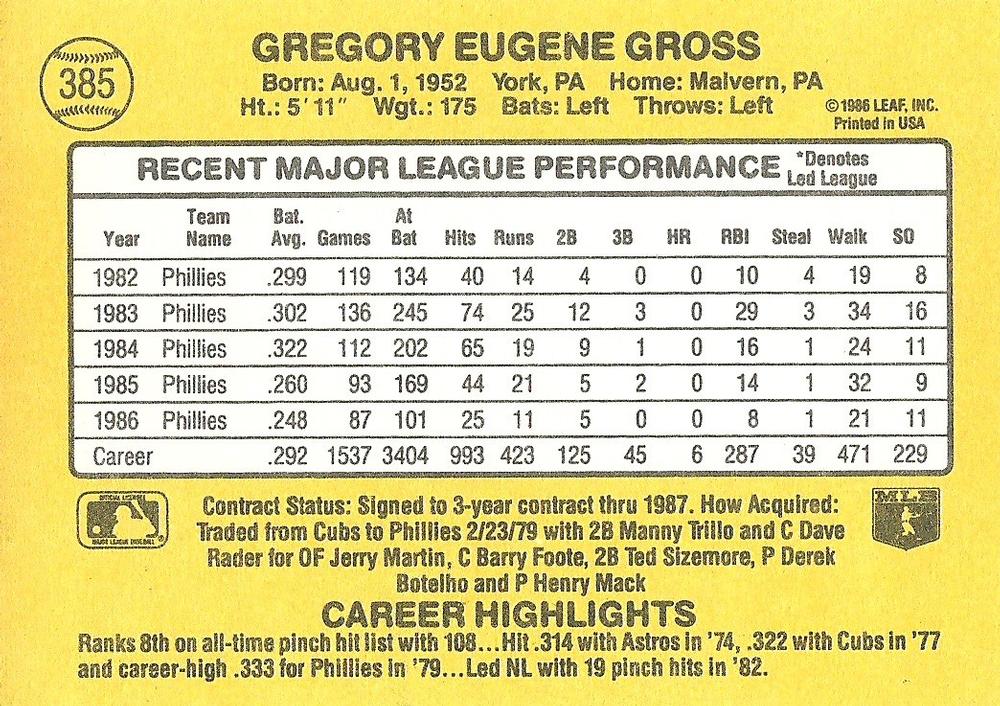 385
GREGORY EUGENE GROSS
Born: Aug. 1, 1952 York, PA Home: Malvern, PA
Ht.: 5'11" Wgt.: 175 Bats: Left Throws: Left
©1986 LEAF, INC.
Printed in USA
RECENT MAJOR LEAGUE PERFORMANCE *Denotes Led League
Year Team Name Bat. Avg. Games At Bat Hits Runs 2B 3B HR RBI Steal Walk SO
1982 Phillies .299 119 134 40 14 4 0 0 10 4 19 8
1983 Phillies .302 136 245 74 25 12 3 0 29 3 34 16
1984 Phillies .322 112 202 65 19 9 1 0 16 1 24 11
1985 Phillies .260 93 169 44 21 5 2 0 14 1 32 9
1986 Phillies .248 87 101 25 11 5 0 0 8 1 21 11
Career .292 1537 3404 993 423 125 45 6 287 39 471 229
OFFICIAL LICENSEE
MAJOR LEAGUE BASEBALL
®
MLB
Contract Status: Signed to 3-year contract thru 1987. How Acquired:
Traded from Cubs to Phillies 2/23/79 with 2B Manny Trillo and C Dave
Rader for OF Jerry Martin, C Barry Foote, 2B Ted Sizemore, P Derek
Botelho and P Henry Mack
CAREER HIGHLIGHTS
Ranks 8th on all-time pinch hit list with 108...Hit .314 with Astros in '74, .322 with Cubs in '77
and career-high .333 for Phillies in '79...Led NL with 19 pinch hits in '82.